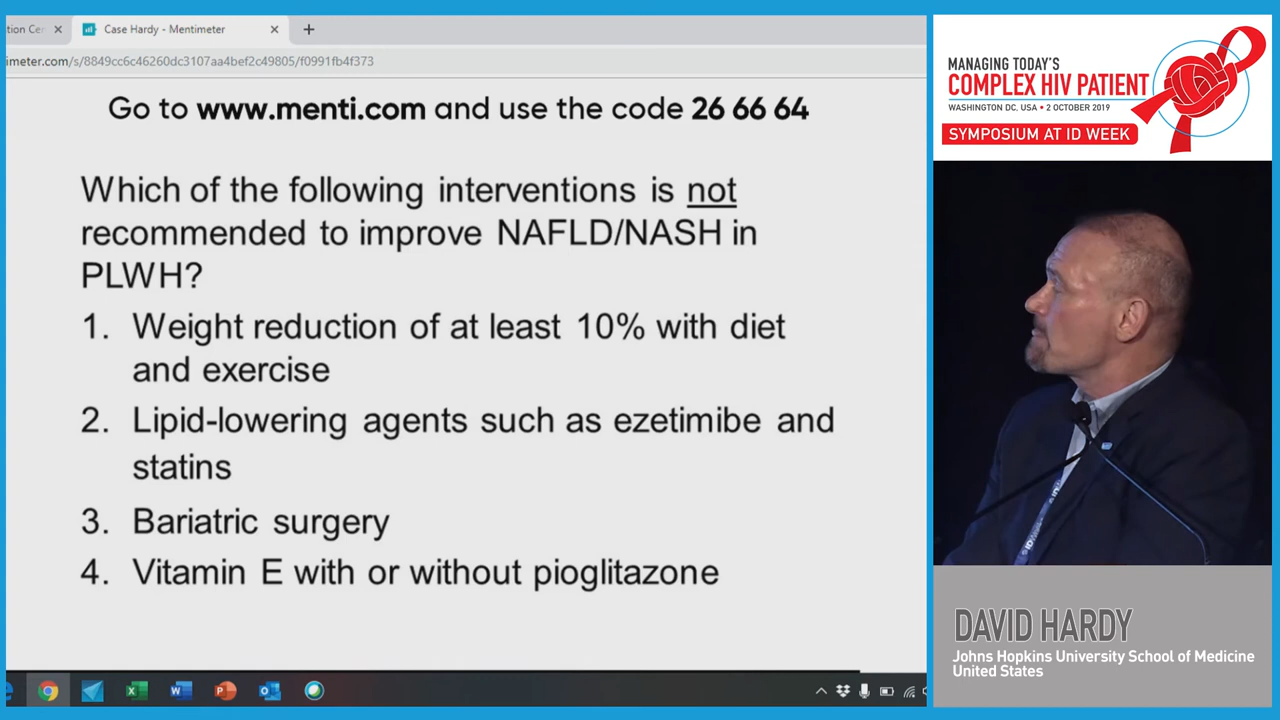 tion Cer
Case Hardy - Mentimeter
imeter.com/s/8849cc6c46260dc3107aa4bef2c49805/f0991fb4f373
Go to www.menti.com and use the code 26 66 64
Which of the following interventions is not
recommended to improve NAFLD/NASH in
PLWH?
1. Weight reduction of at least 10% with diet
and exercise
2. Lipid-lowering agents such as ezetimibe and
statins
3. Bariatric surgery
4. Vitamin E with or without pioglitazone
MANAGING TODAY'S
COMPLEX HIV PATIENT
WASHINGTON DC, USA • 2 OCTOBER 2019
SYMPOSIUM AT ID WEEK
DAVID HARDY
Johns Hopkins University School of Medicine
United States